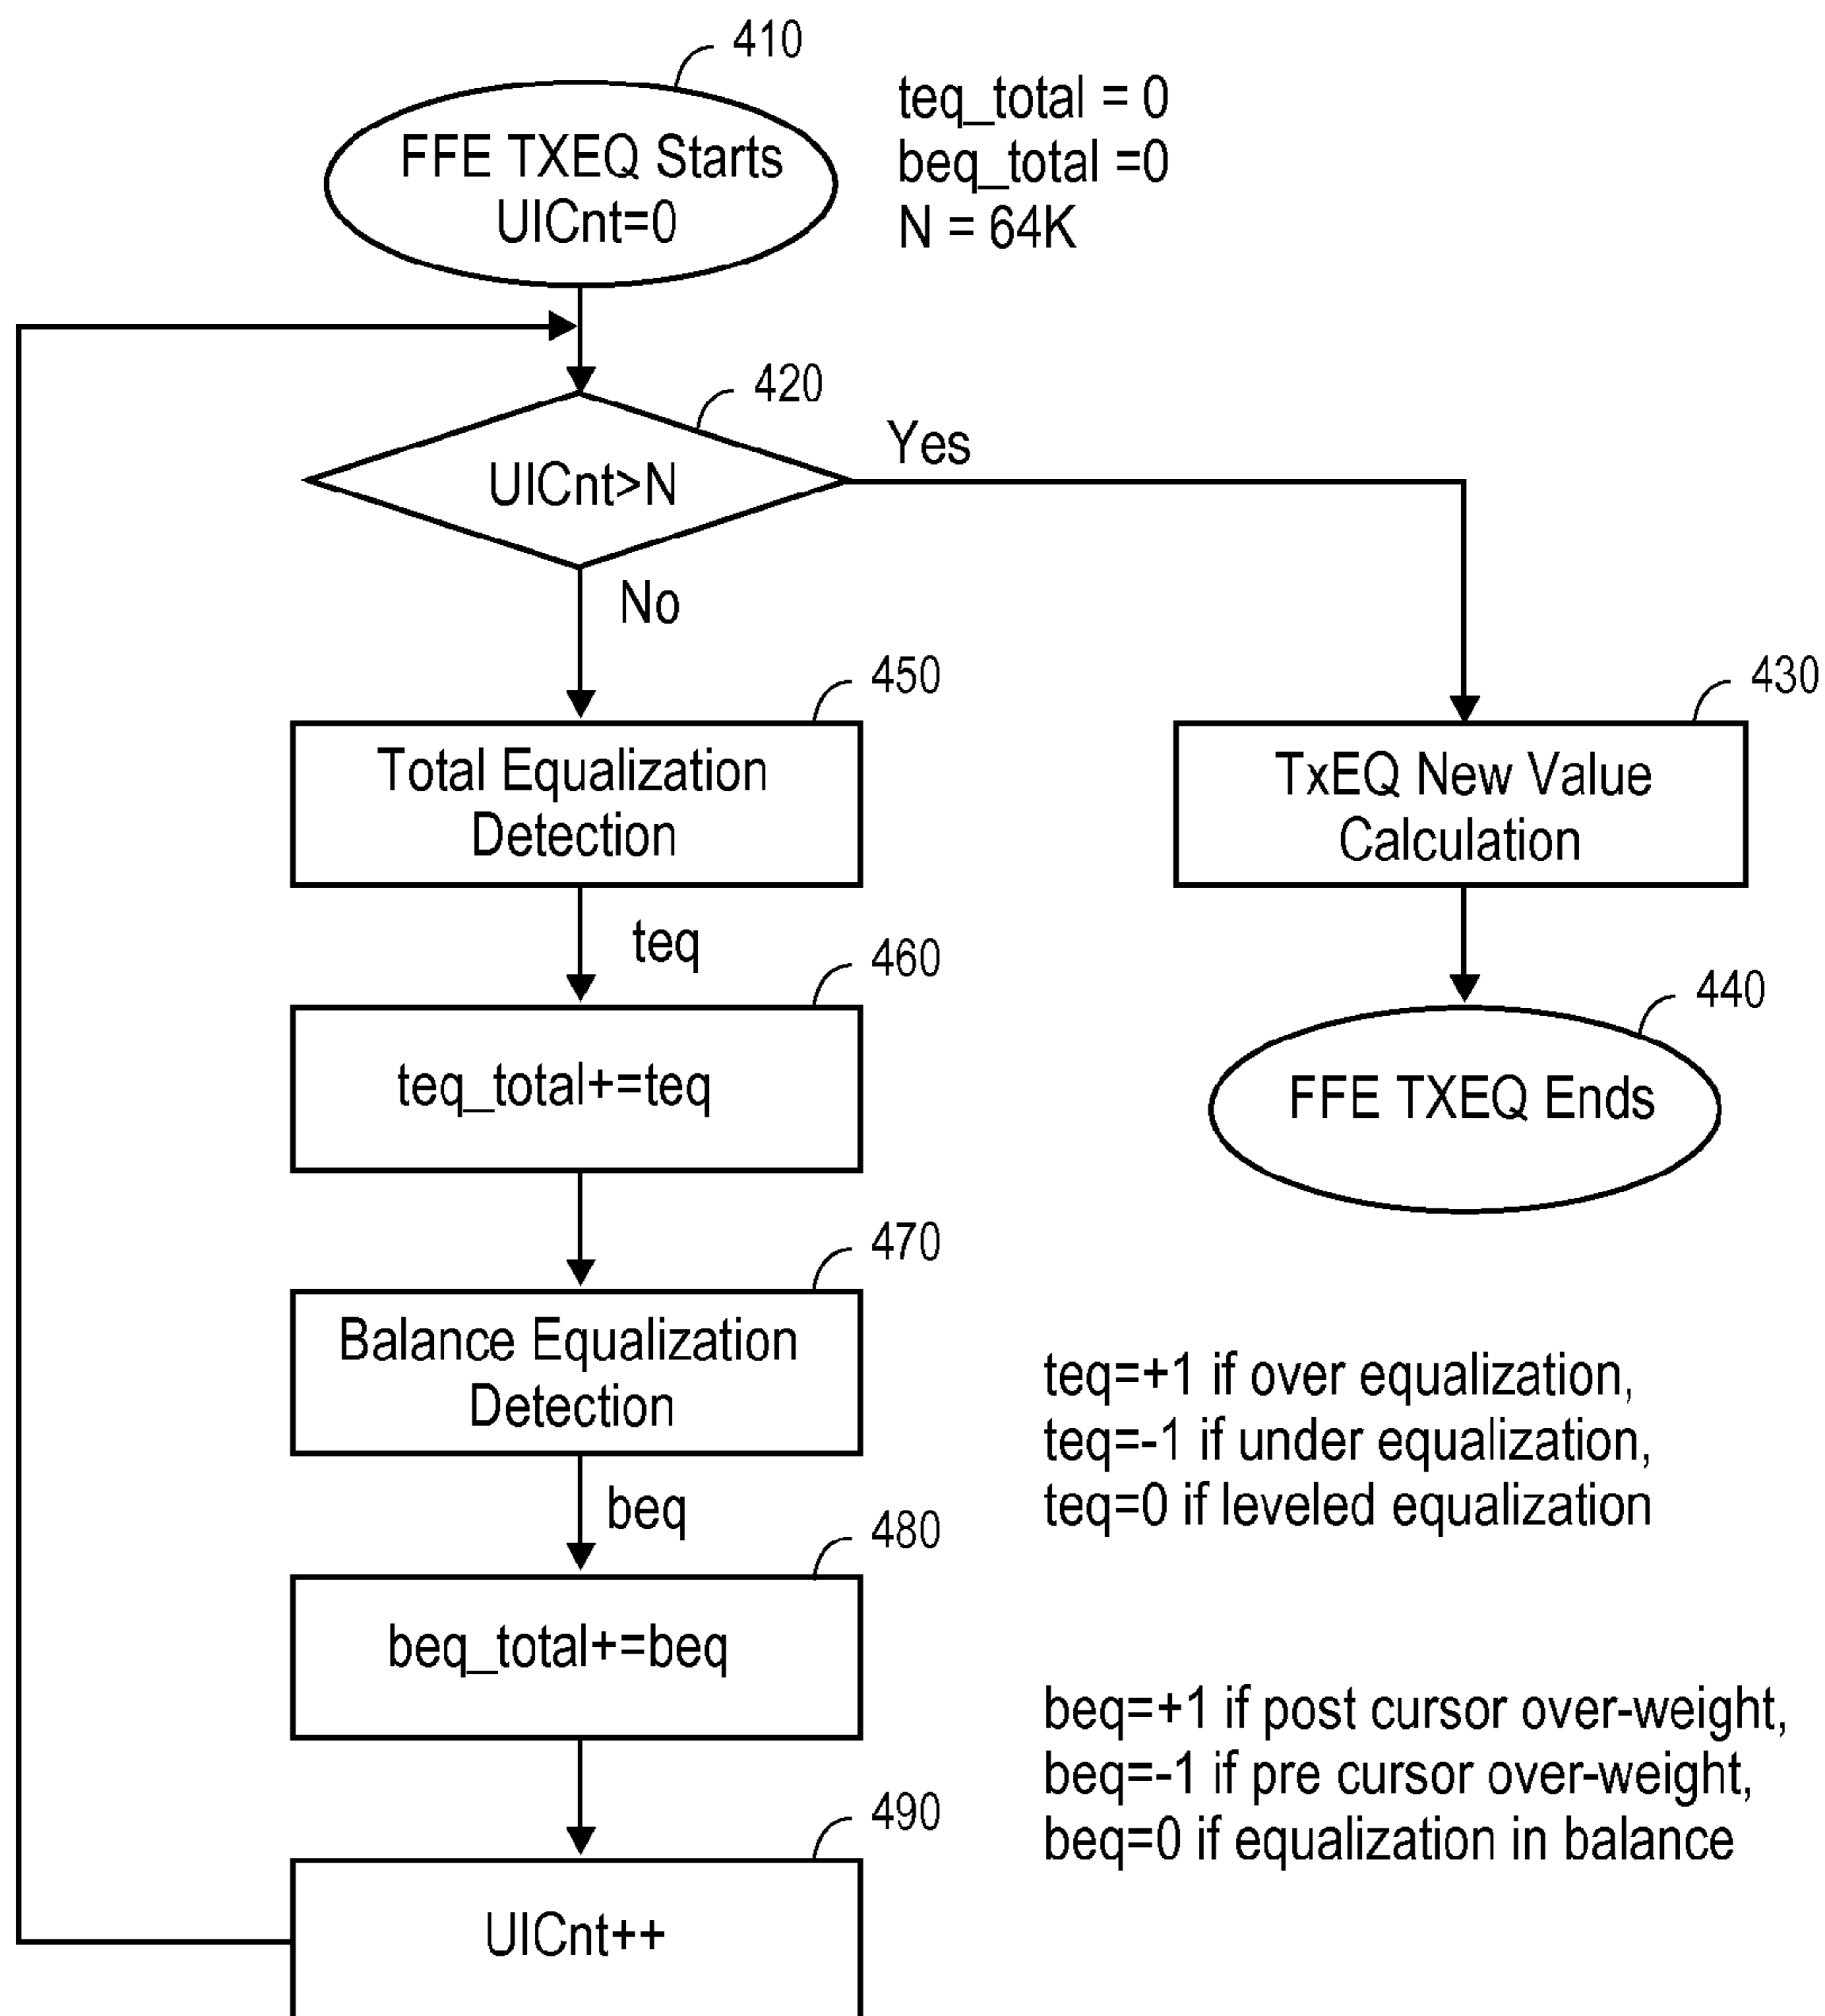 410
FFE TXEQ Starts
UICnt=0
teq_total = 0
beq_total =0
N = 64K
420
UICnt>N
Yes
No
450
Total Equalization
Detection
430
TxEQ New Value
Calculation
teq
460
teq_total+=teq
440
FFE TXEQ Ends
470
Balance Equalization
Detection
teq=+1 if over equalization,
teq=-1 if under equalization,
teq=0 if leveled equalization
beq
480
beq_total+=beq
beq=+1 if post cursor over-weight,
beq=-1 if pre cursor over-weight,
beq=0 if equalization in balance
490
UICnt++